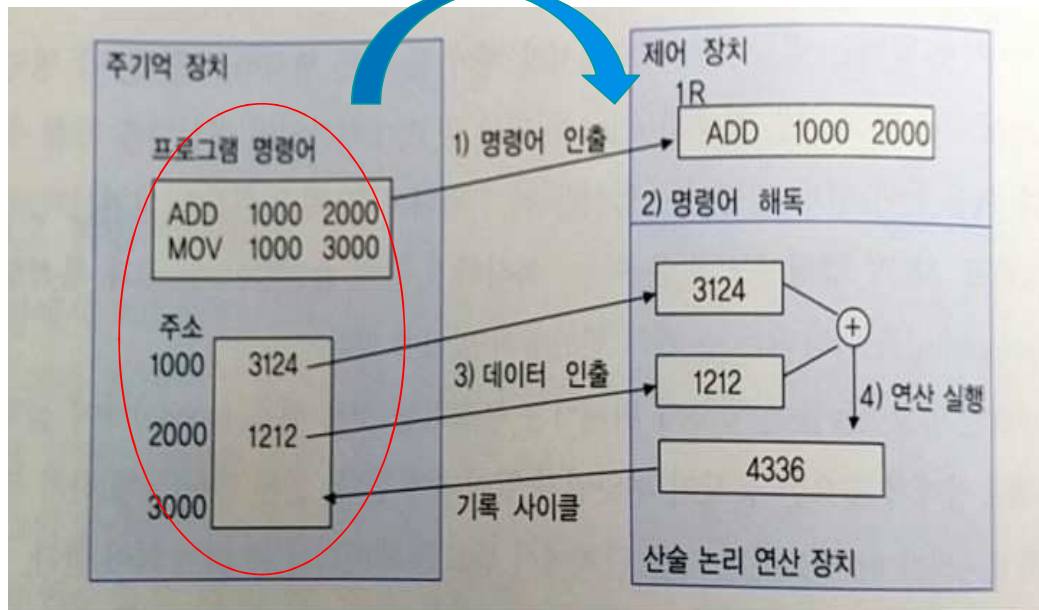 주기억 장치
프로그램 명령어
ADD 1000 2000
MOV 1000 3000
주소
1000 3124
2000 1212
3000
1) 명령어 인출
3) 데이터 인출
기록 사이클
제어 장치
1R
ADD 1000 2000
2) 명령어 해독
3124
+
1212
4) 연산 실행
4336
산술 논리 연산 장치